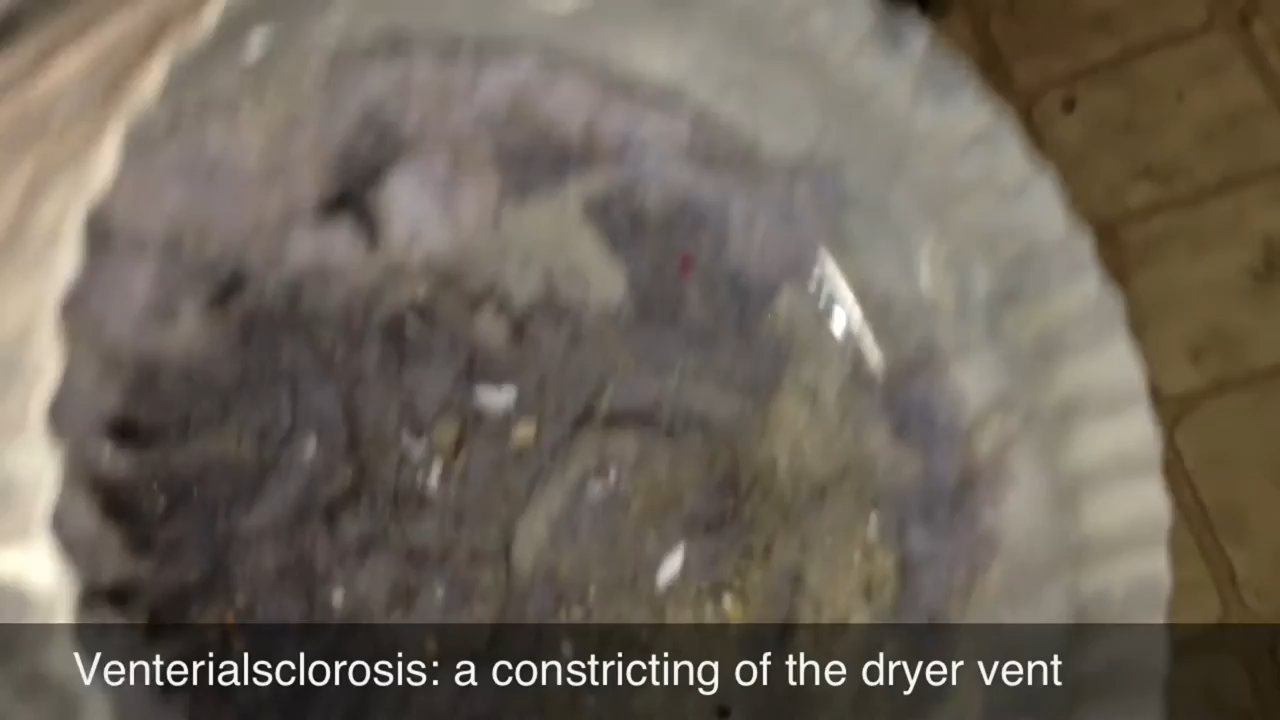 Venterialsclorosis: a constricting of the dryer vent